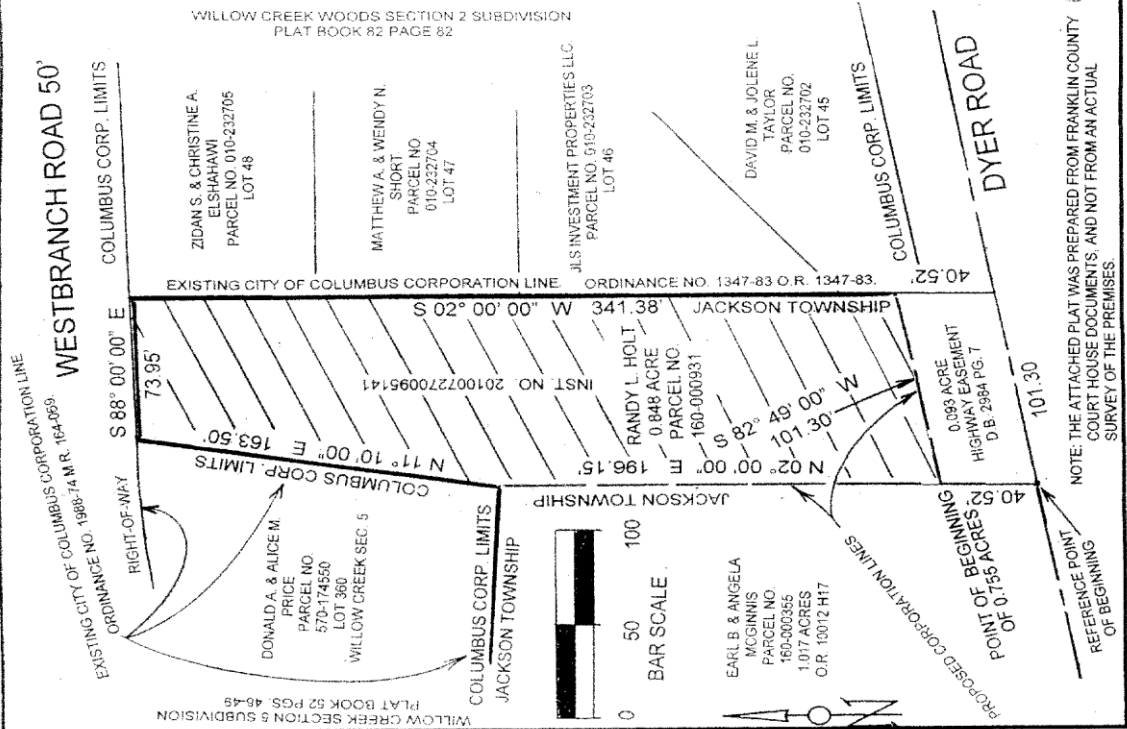 WILLOW CREEK WOODS SECTION 2 SUBDIVISION
PLAT BOOK 82 PAGE 82
EXISTING CITY OF COLUMBUS CORPORATION LINE
ORDINANCE NO. 1988-74 M.R. 164-069.
WESTBRANCH ROAD 50'
RIGHT-OF-WAY
S 88° 00' 00" E
73.95'
COLUMBUS CORP. LIMITS
ZIDAN S. & CHRISTINE A.
ELSHAHAWI
PARCEL NO. 010-232705
LOT 48
MATTHEW A. & WENDY N.
SHORT
PARCEL NO.
010-232704
LOT 47
JLS INVESTMENT PROPERTIES LLC.
PARCEL NO. 010-232703
LOT 46
DAVID M. & JOLENE L.
TAYLOR
PARCEL NO.
010-232702
LOT 45
COLUMBUS CORP. LIMITS
DYER ROAD
EXISTING CITY OF COLUMBUS CORPORATION LINE ORDINANCE NO. 1347-83 O.R. 1347-83.
S 02° 00' 00" W 341.38' JACKSON TOWNSHIP
40.52'
INST. NO. 201007270095141
RANDY L. HOLT
0.848 ACRE
PARCEL NO.
160-000931
S 82° 49' 00" W
101.30'
N 11° 10' 00" E 163.50'
COLUMBUS CORP. LIMITS
N 02° 00' 00" E 196.15'
JACKSON TOWNSHIP
0.093 ACRE
HIGHWAY EASEMENT
D.B. 2984 PG. 7
101.30
40.52'
DONALD A. & ALICE M.
PRICE
PARCEL NO.
570-174550
LOT 360
WILLOW CREEK SEC. 5
COLUMBUS CORP. LIMITS
JACKSON TOWNSHIP
WILLOW CREEK SECTION 5 SUBDIVISION
PLAT BOOK 52 PGS. 48-49
0 50 100
BAR SCALE
EARL B. & ANGELA
MCGINNIS
PARCEL NO.
160-000355
1.017 ACRES
O.R. 10012 H17
N
PROPOSED CORPORATION LINES
POINT OF BEGINNING
OF 0.755 ACRES
REFERENCE POINT
OF BEGINNING
NOTE: THE ATTACHED PLAT WAS PREPARED FROM FRANKLIN COUNTY
COURT HOUSE DOCUMENTS, AND NOT FROM AN ACTUAL
SURVEY OF THE PREMISES.